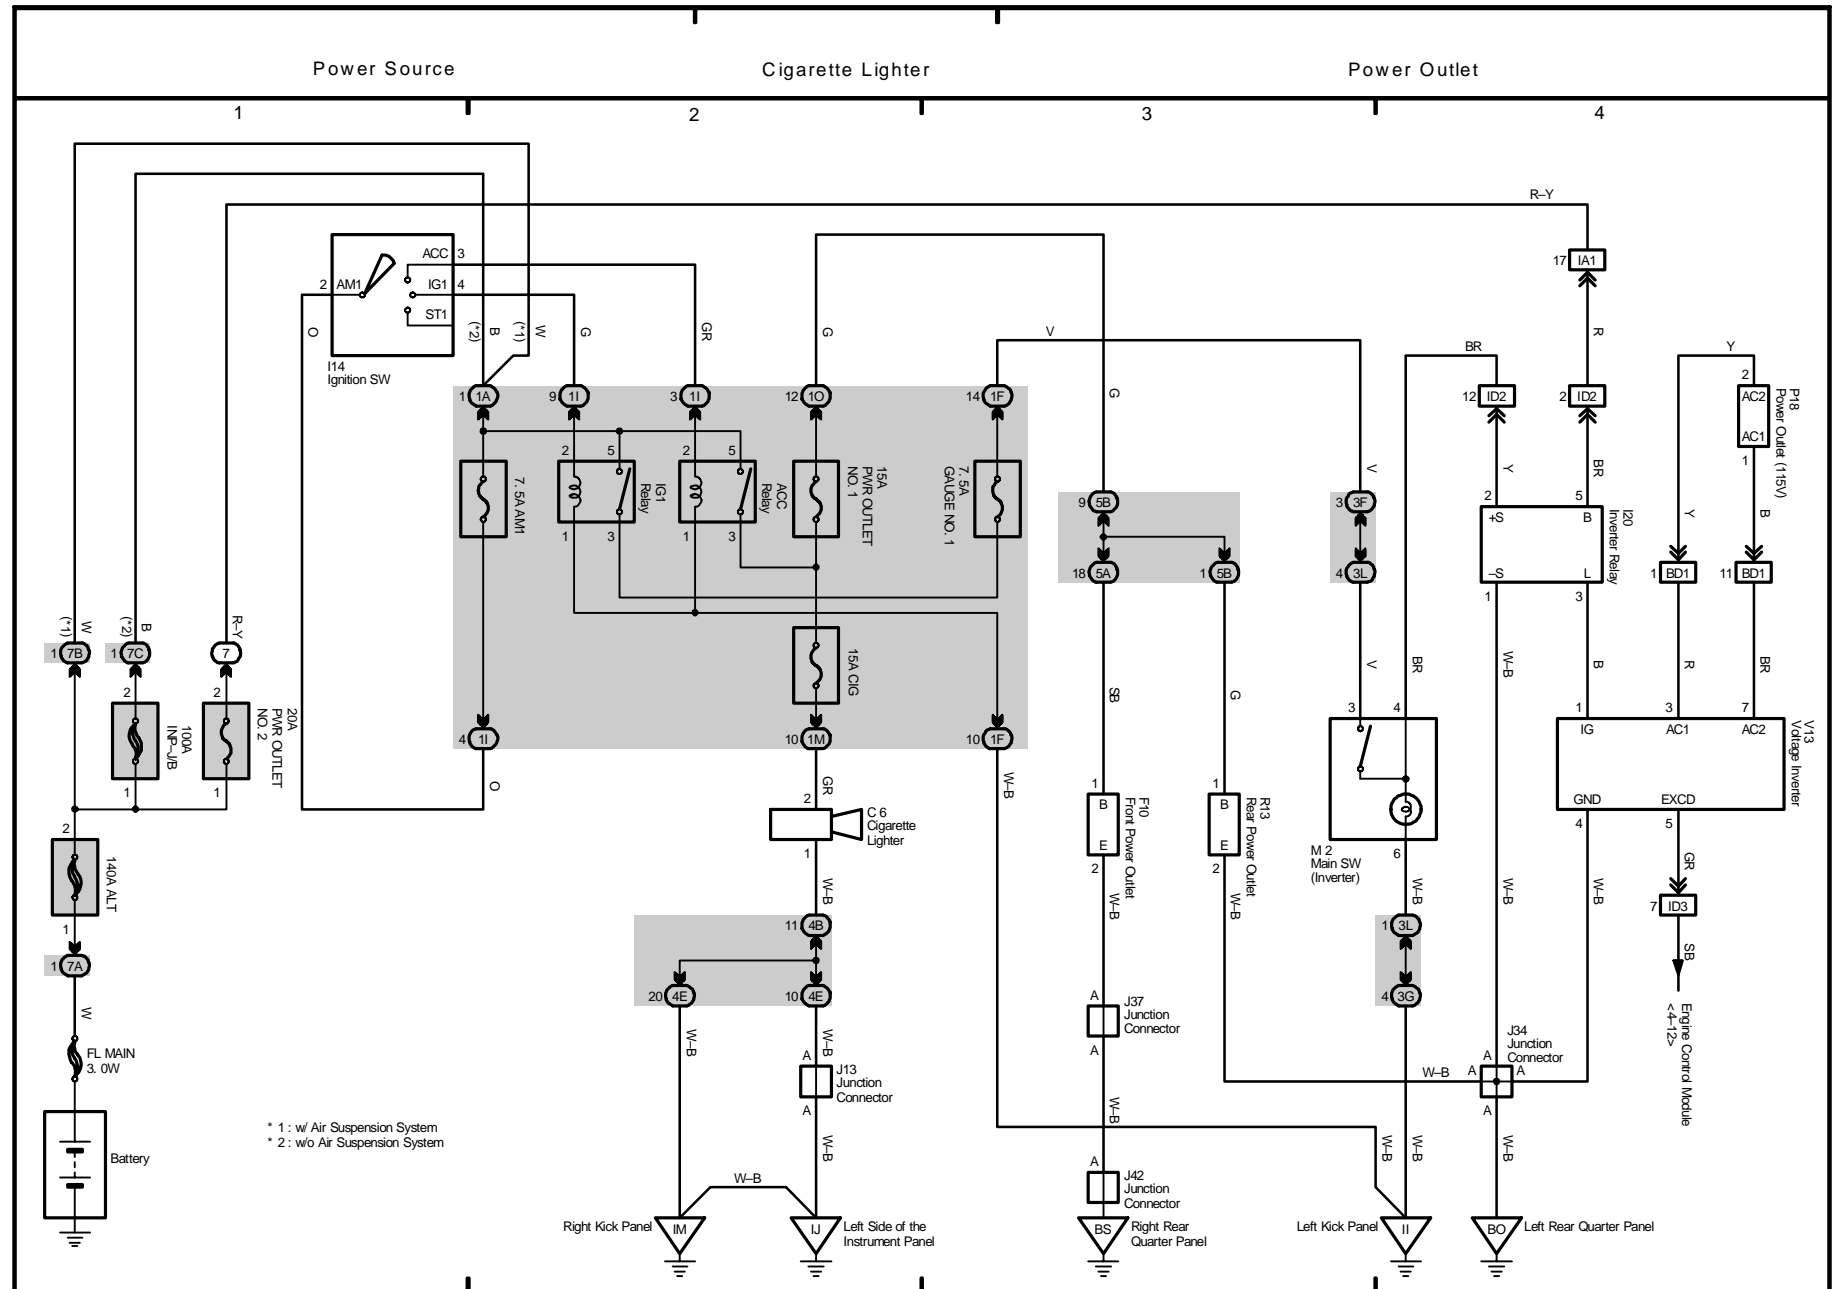 Power Source
Cigarette Lighter
Power Outlet
1
2
3
4
R–Y
ACC
3
2
AM1
IG1
4
ST1
I14
Ignition SW
O
(*2)
B
(*1)
W
G
GR
G
V
G
V
17
IA1
R
BR
Y
12
ID2
2
ID2
2
AC2
AC1
1
P18
Power Outlet (115V)
1
1A
9
1I
3
1I
12
1O
14
1F
7. 5A AM1
2
5
1
3
IG1
Relay
2
5
1
3
ACC
Relay
15A
PWR OUTLET
NO. 1
7. 5A
GAUGE NO. 1
15A CIG
4
1I
10
1M
10
1F
O
GR
W–B
9
5B
18
5A
1
5B
3
3F
4
3L
SB
G
V
BR
Y
BR
2
+S
5
B
–S
L
1
3
I20
Inverter Relay
W–B
B
Y
B
1
BD1
11
BD1
R
BR
(*1)
W
(*2)
B
R–Y
1
7B
1
7C
7
2
1
100A
INP–J/B
2
1
20A
PWR OUTLET
NO. 2
2
140A ALT
1
1
7A
W
FL MAIN
3. 0W
Battery
2
C 6
Cigarette
Lighter
1
W–B
11
4B
20
4E
10
4E
W–B
W–B
A
J13
Junction
Connector
A
W–B
W–B
Right Kick Panel
IM
IJ
Left Side of the
Instrument Panel
* 1 : w/ Air Suspension System
* 2 : w/o Air Suspension System
1
B
E
2
F10
Front Power Outlet
1
B
E
2
R13
Rear Power Outlet
W–B
W–B
A
J37
Junction
Connector
A
W–B
A
J42
Junction
Connector
BS
Right Rear
Quarter Panel
3
4
M 2
Main SW
(Inverter)
6
W–B
1
3L
4
3G
W–B
W–B
Left Kick Panel
II
1
3
7
IG
AC1
AC2
GND
EXCD
4
5
V13
Voltage Inverter
W–B
W–B
GR
7
ID3
SB
Engine Control Module
<4–12>
W–B
J34
Junction
Connector
A
A
A
A
W–B
BO
Left Rear Quarter Panel